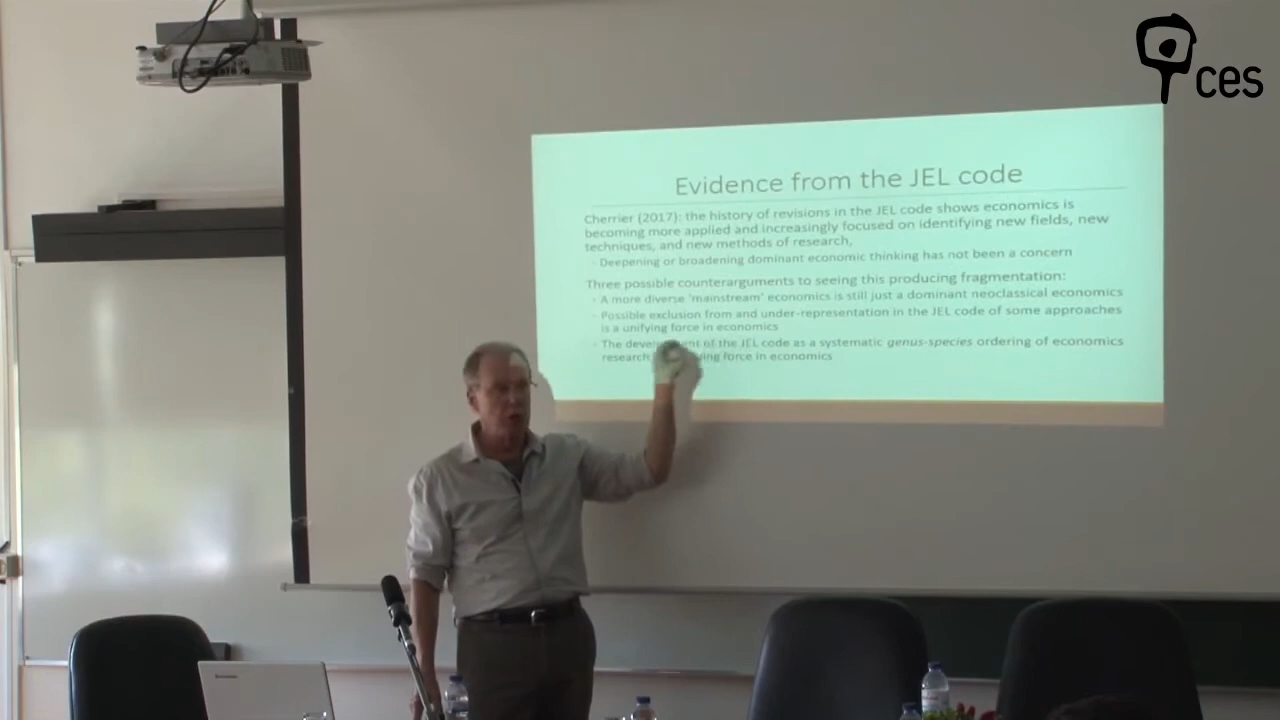 ces
Evidence from the JEL code
Cherrier (2017): the history of revisions in the JEL code shows economics is
becoming more applied and increasingly focused on identifying new fields, new
techniques, and new methods of research,
Deepening or broadening dominant economic thinking has not been a concern
Three possible counterarguments to seeing this producing fragmentation:
A more diverse 'mainstream' economics is still just a dominant neoclassical economics
Possible exclusion from and under-representation in the JEL code of some approaches
is a unifying force in economics
The development of the JEL code as a systematic genus-species ordering of economics
research force in economics